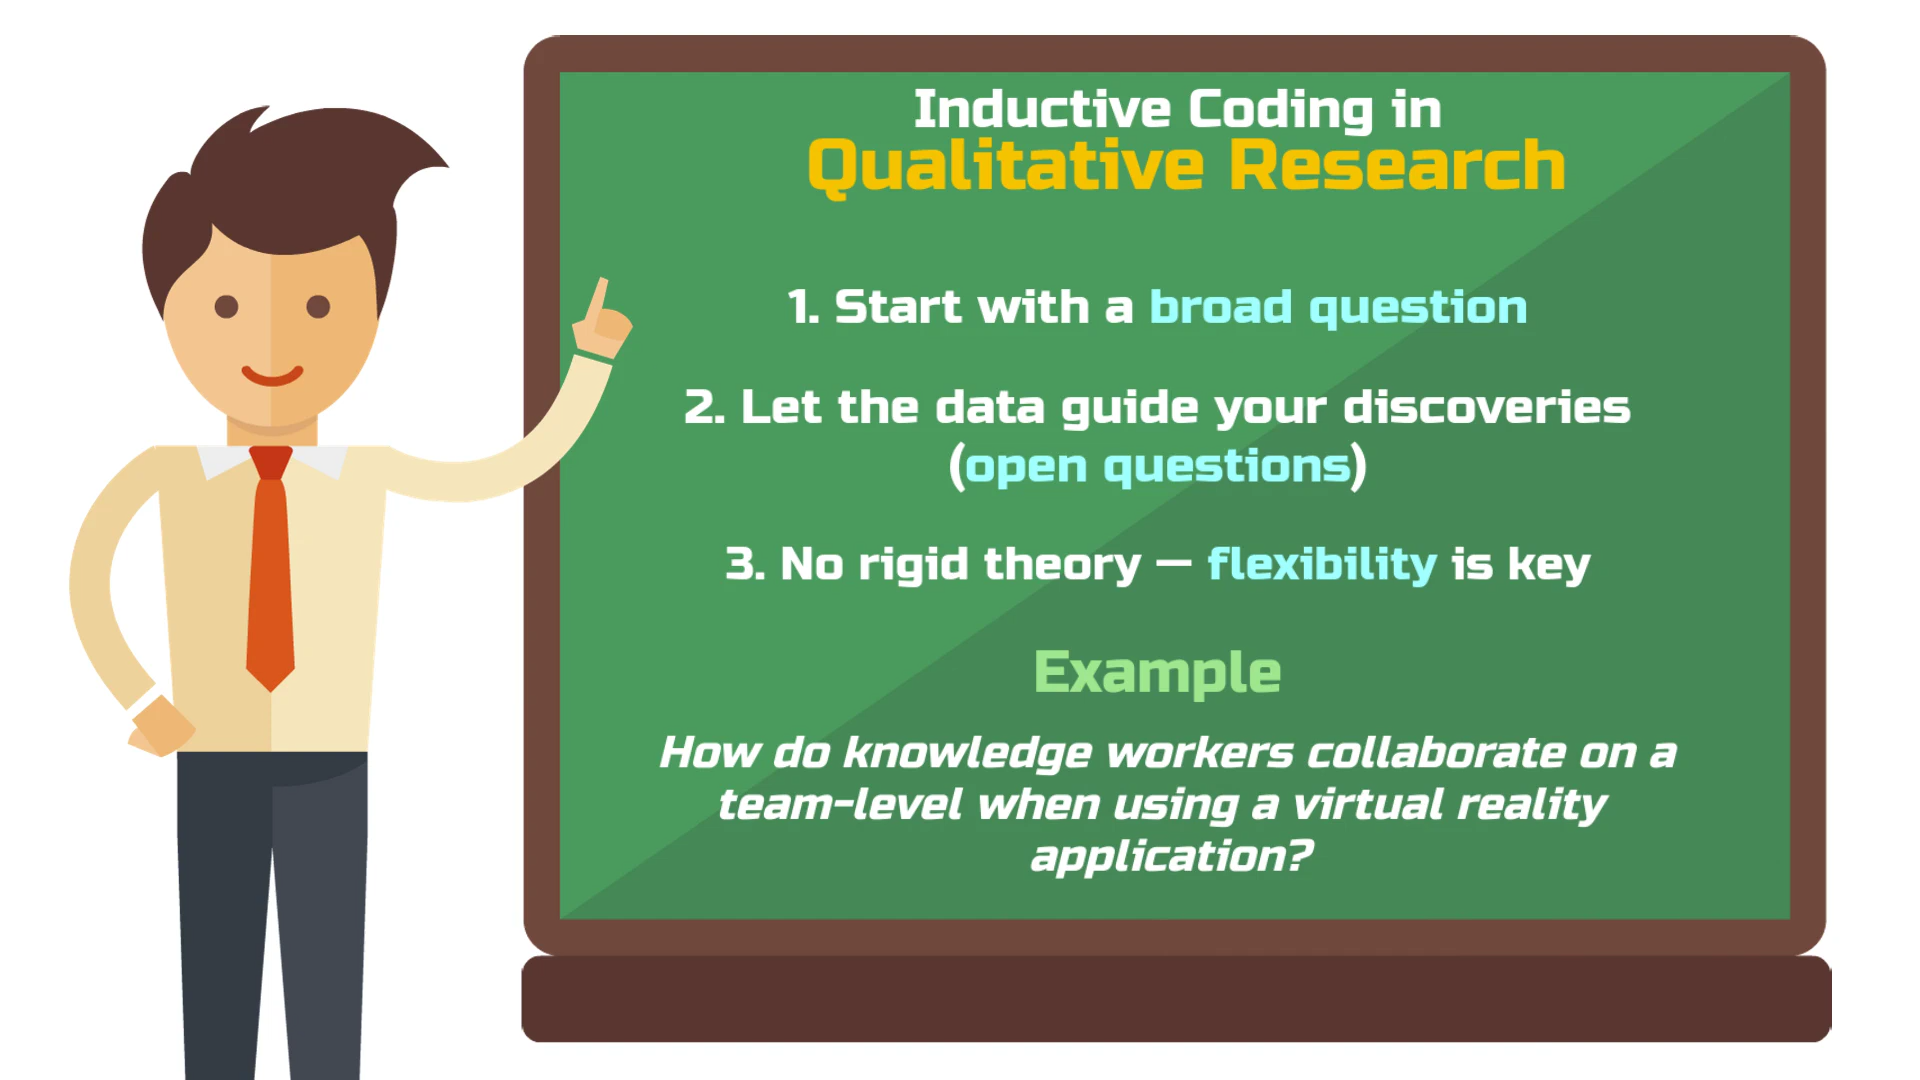 Inductive Coding in
Qualitative Research
1. Start with a broad question
2. Let the data guide your discoveries
(open questions)
3. No rigid theory — flexibility is key
Example
How do knowledge workers collaborate on a
team-level when using a virtual reality
application?